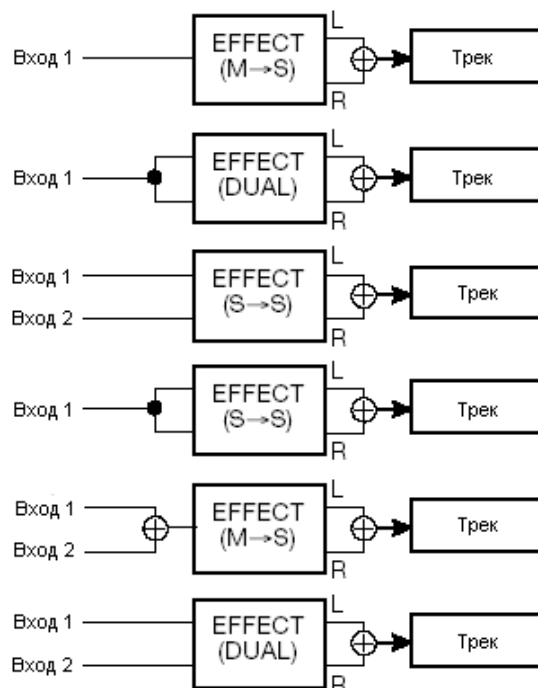 L
Вход 1 EFFECT (M→S) Трек
R
L
Вход 1 EFFECT (DUAL) Трек
R
L
Вход 1 EFFECT Трек
Вход 2 (S→S)
R
L
Вход 1 EFFECT (S→S) Трек
R
L
Вход 1 EFFECT Трек
Вход 2 (M→S)
R
L
Вход 1 EFFECT Трек
Вход 2 (DUAL)
R